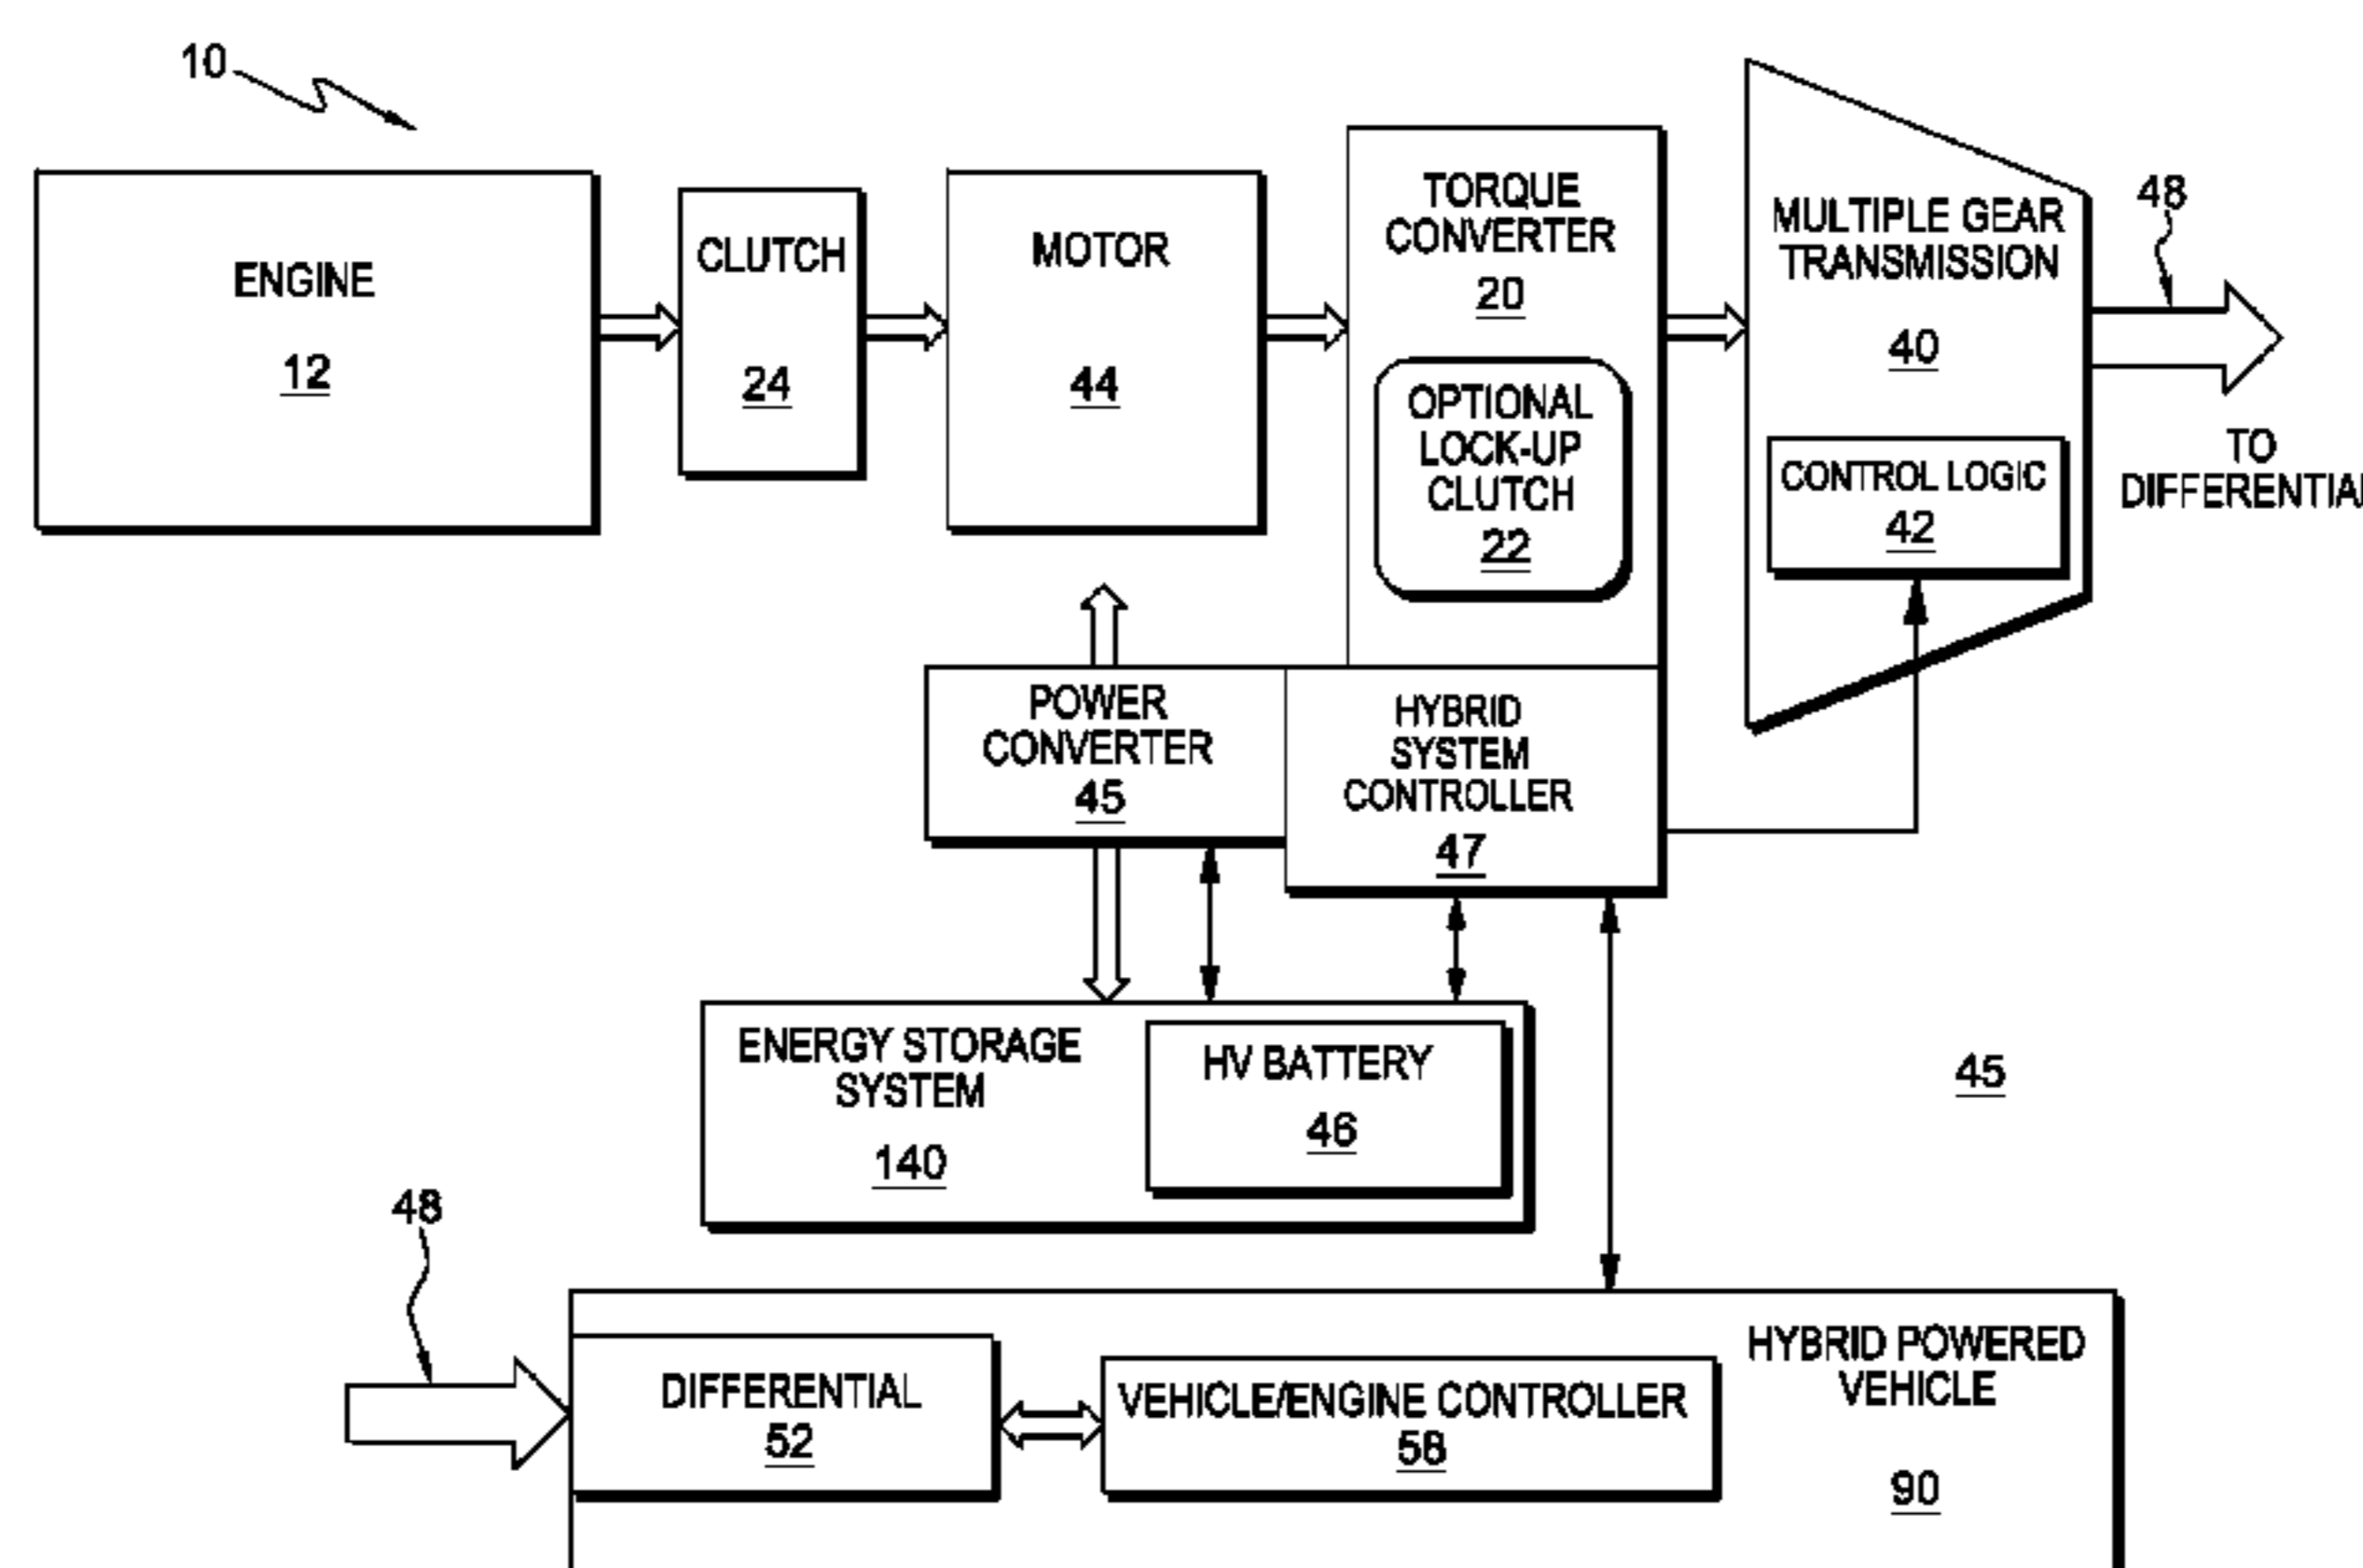 10
ENGINE
12
CLUTCH
24
MOTOR
44
TORQUE
CONVERTER
20
OPTIONAL
LOCK-UP
CLUTCH
22
MULTIPLE GEAR
TRANSMISSION
40
CONTROL LOGIC
42
48
TO
DIFFERENTIAL
POWER
CONVERTER
45
HYBRID
SYSTEM
CONTROLLER
47
ENERGY STORAGE
SYSTEM
140
HV BATTERY
46
45
48
DIFFERENTIAL
52
VEHICLE/ENGINE CONTROLLER
58
HYBRID POWERED
VEHICLE
90